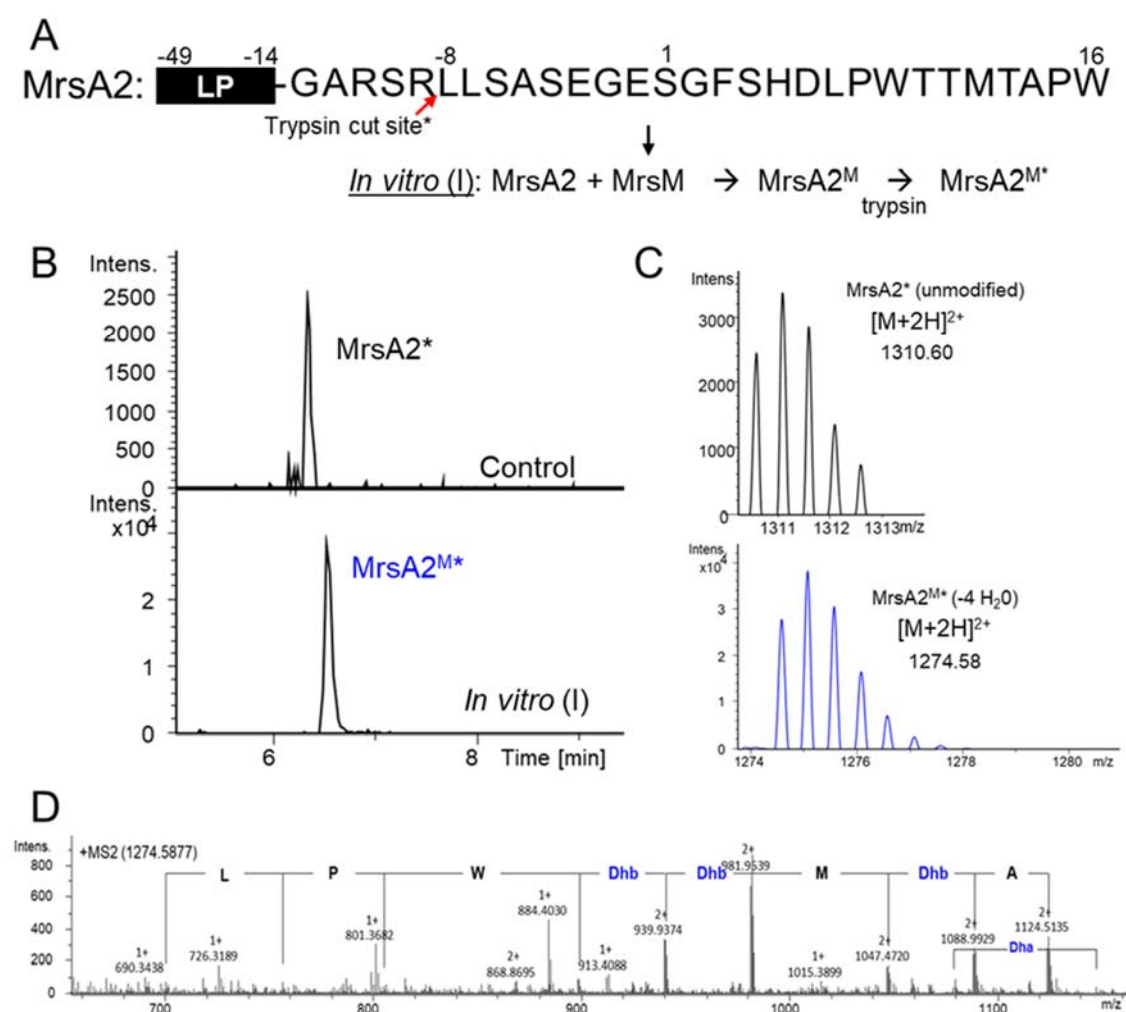 A
-49 -14 -8 1 16
MrsA2: LP -GARSRLLSASEGESGFSHDLPWTTMTAPW
Trypsin cut site*
In vitro (I): MrsA2 + MrsM → MrsA2ᴹ → MrsA2ᴹ*
trypsin
B
Intens.
2500
2000
1500
1000
500
0
MrsA2*
Control
Intens.
x10⁴
2
1
0
MrsA2ᴹ*
In vitro (I)
6 8 Time [min]
C
Intens.
3000
2000
1000
0
MrsA2* (unmodified)
[M+2H]²⁺
1310.60
1311 1312 1313 m/z
Intens.
x10⁴
3
2
1
0
MrsA2ᴹ* (-4 H₂0)
[M+2H]²⁺
1274.58
1274 1276 1278 1280 m/z
D
Intens.
800
600
400
200
0
+MS2 (1274.5877)
L P W Dhb Dhb M Dhb A
Dha
1+
690.3438
1+
726.3189
1+
801.3682
2+
868.8695
1+
884.4030
1+
913.4088
2+
939.9374
2+
981.9539
1+
1015.3899
2+
1047.4720
2+
1088.9929
2+
1124.5135
700 800 900 1000 1100 m/z